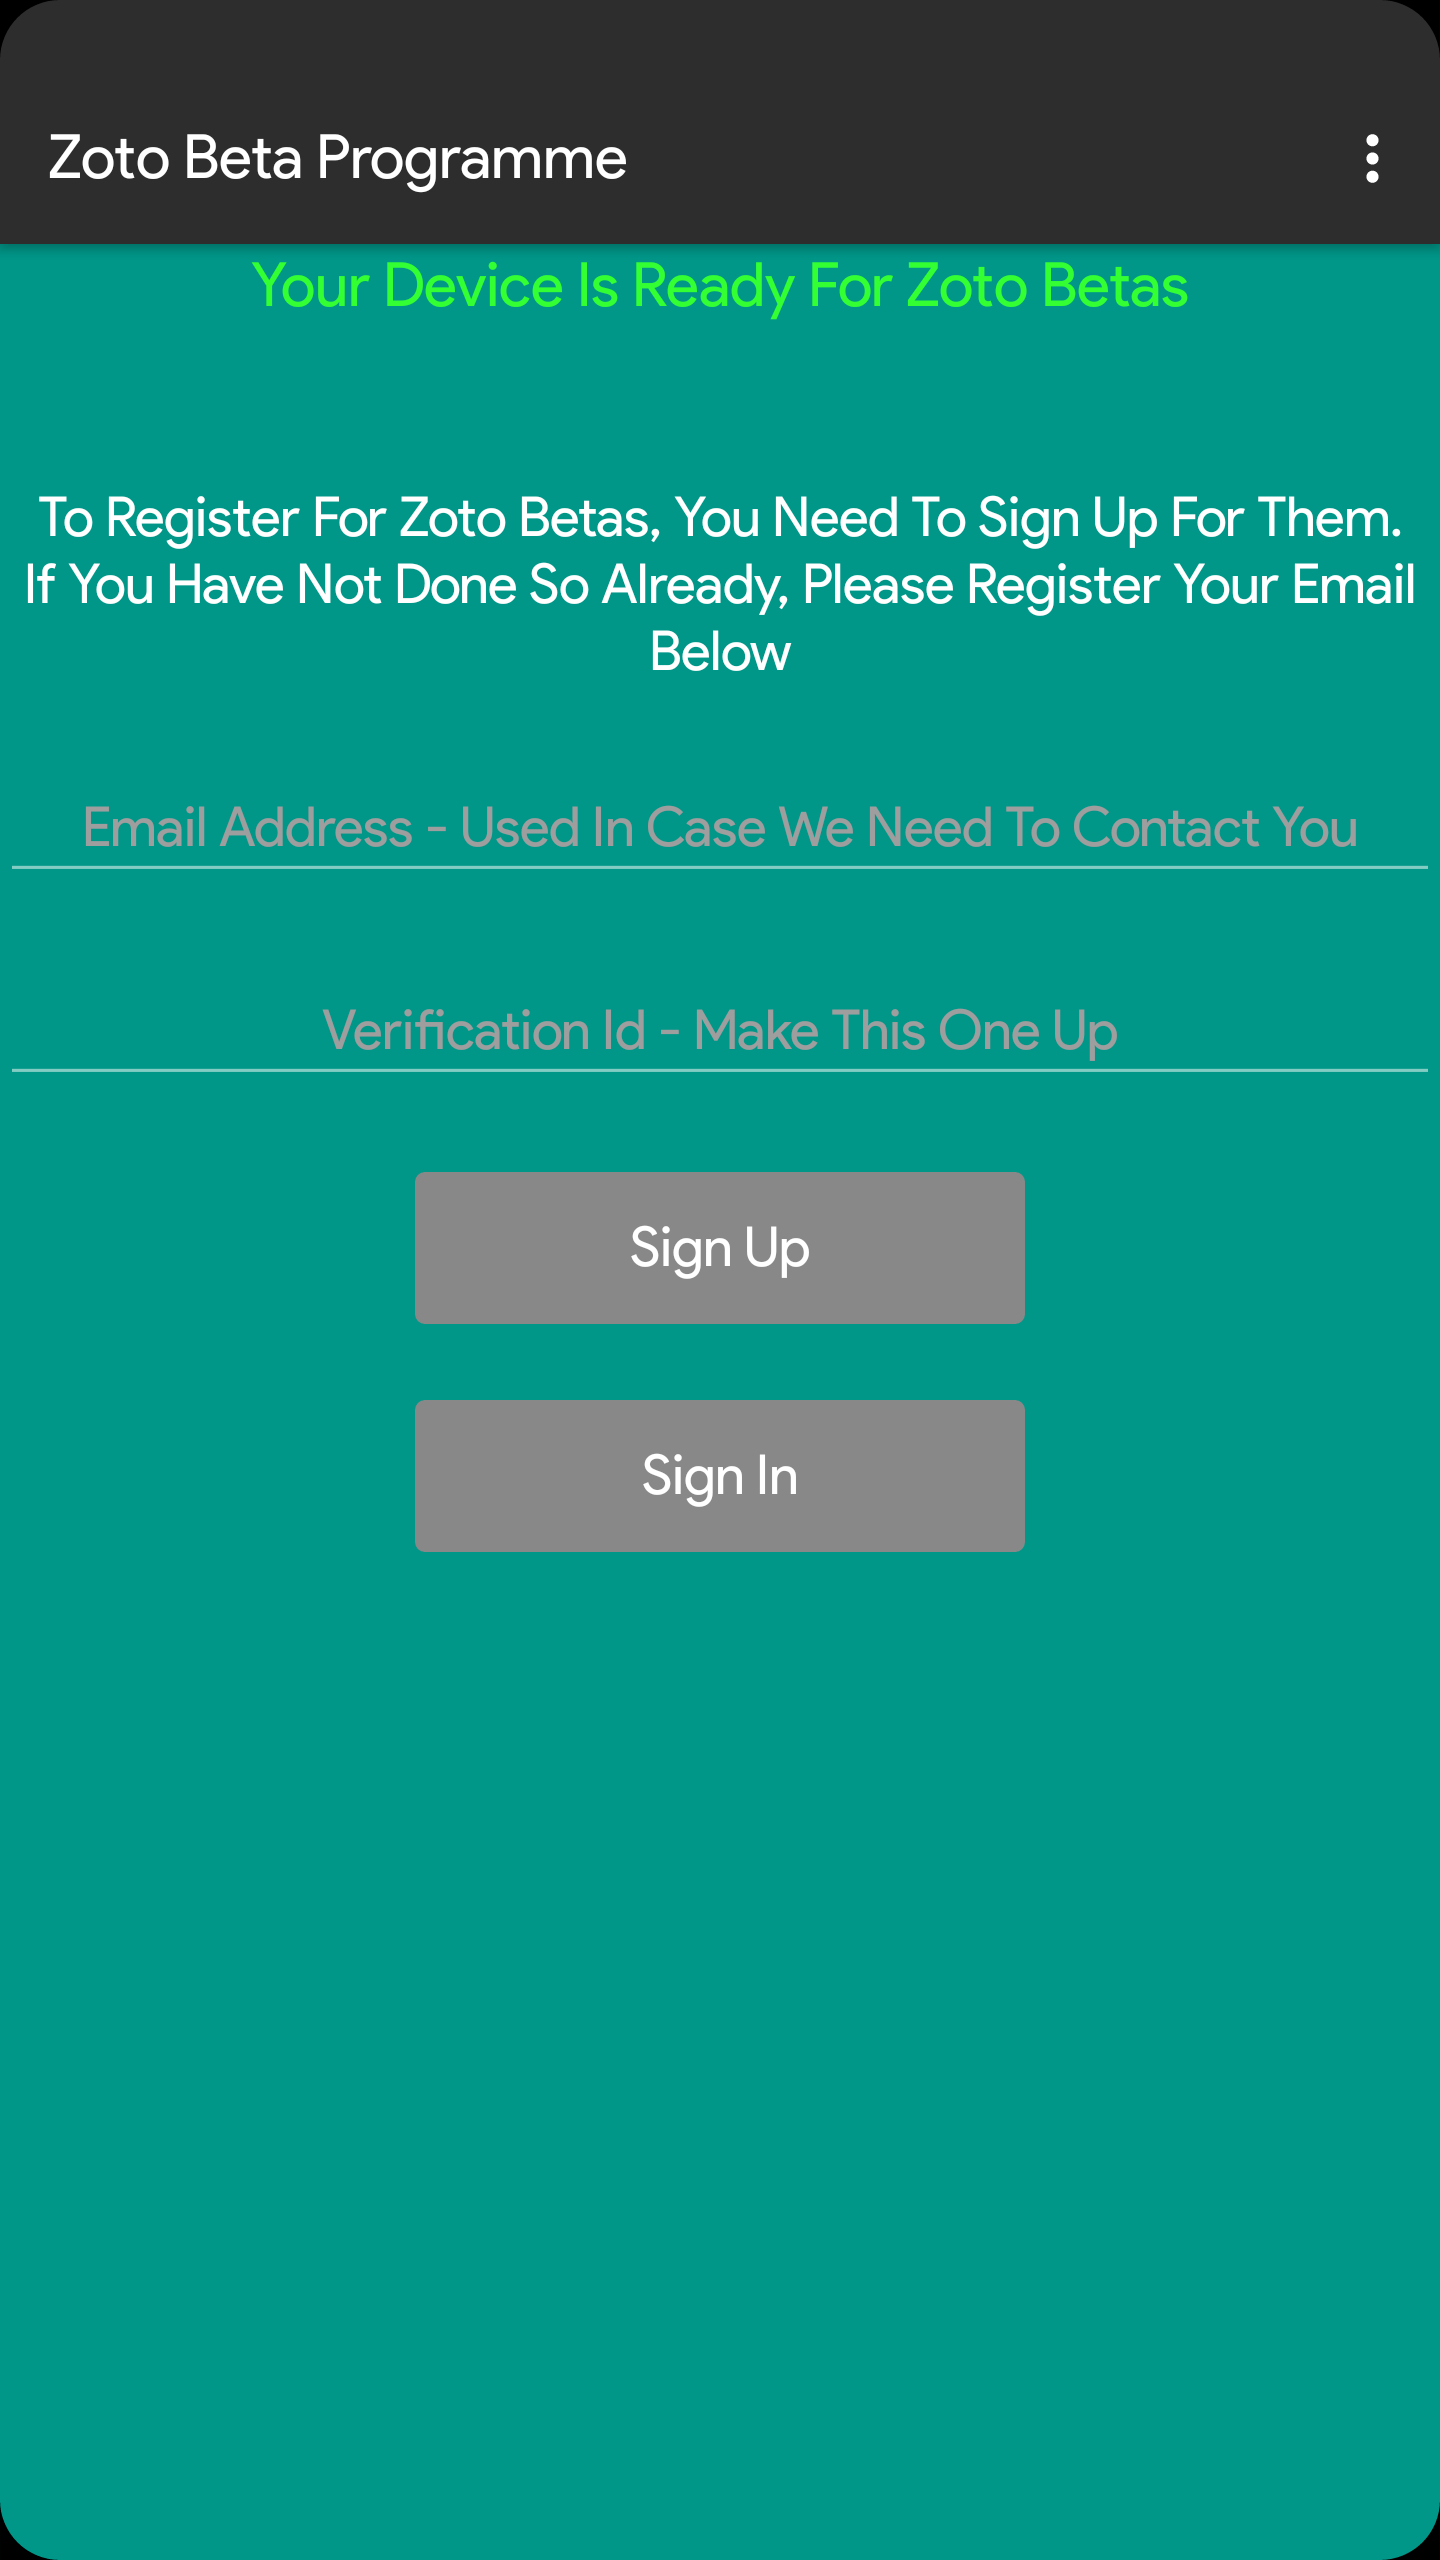 Zoto Beta Programme
Your Device Is Ready For Zoto Betas
To Register For Zoto Betas, You Need To Sign Up For Them.
If You Have Not Done So Already, Please Register Your Email
Below
Email Address - Used In Case We Need To Contact You
Verification Id - Make This One Up
Sign Up
Sign In